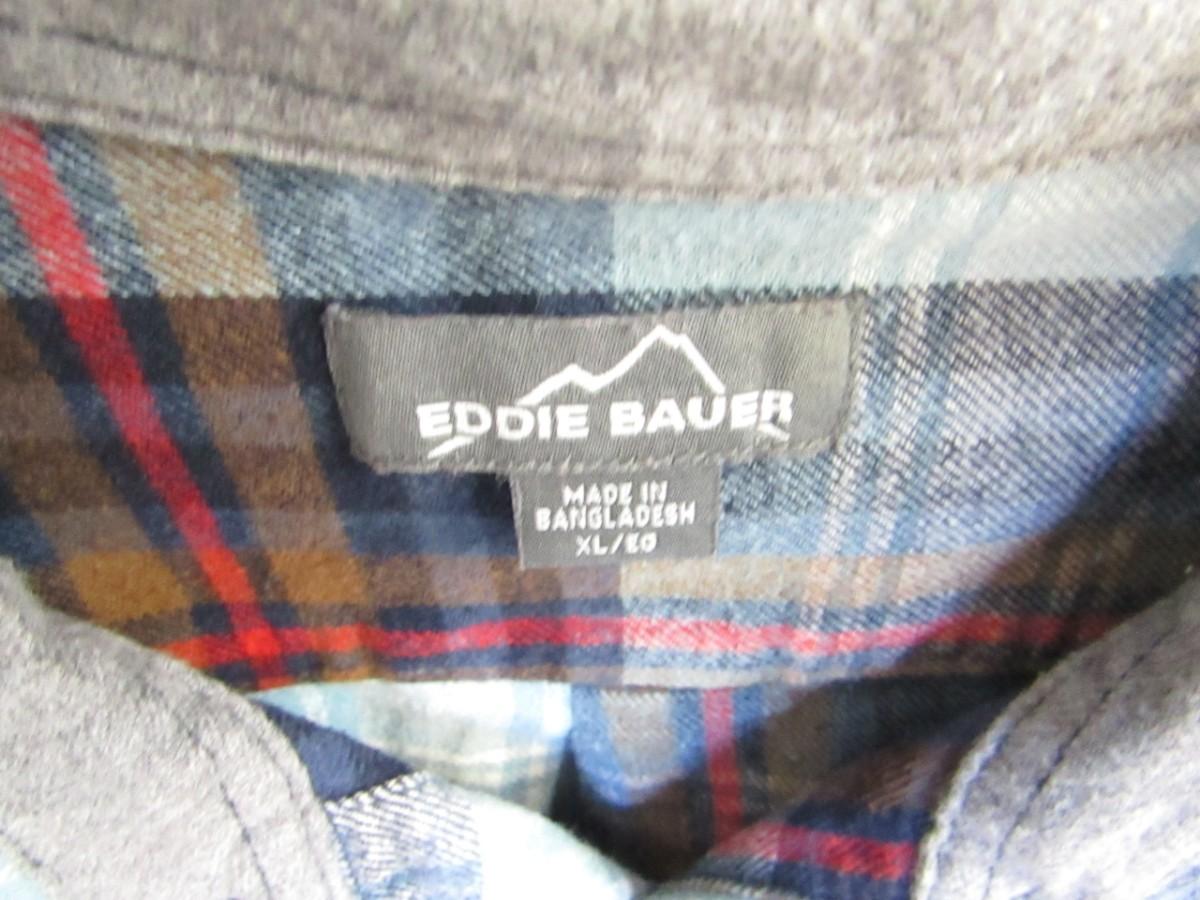 EDDIE BAUER
MADE IN
BANGLADESH
XL/EG